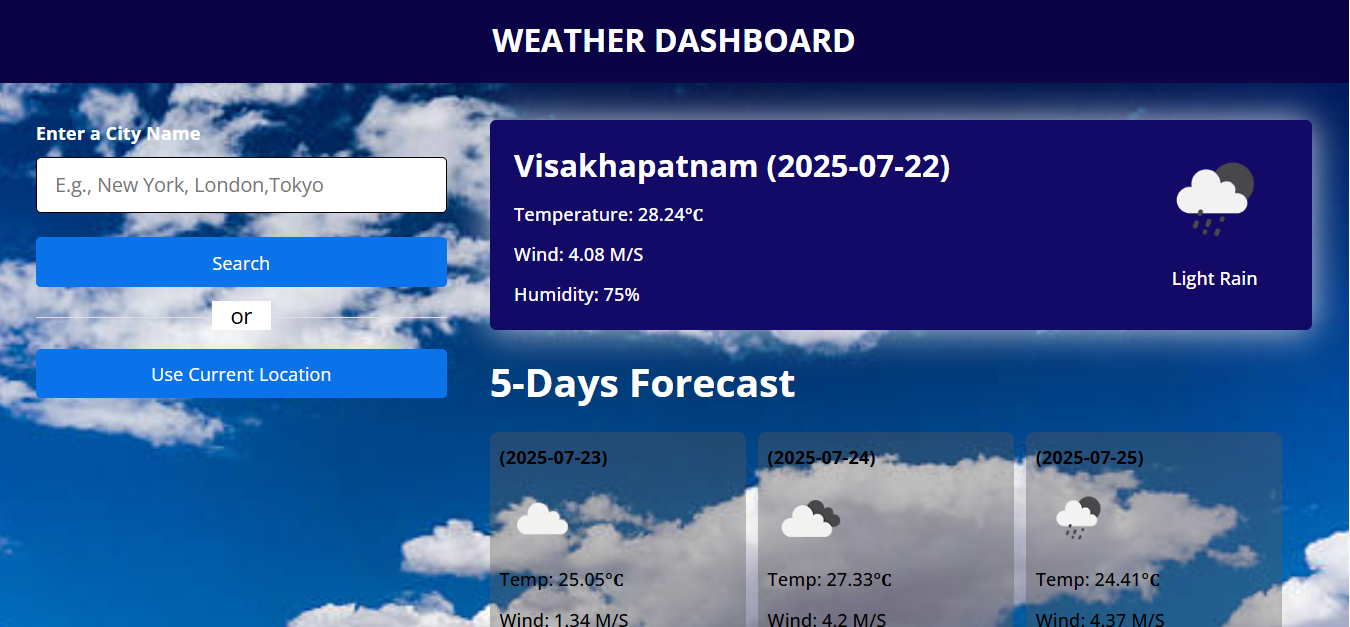 WEATHER DASHBOARD
Enter a City Name
E.g., New York, London,Tokyo
Search
or
Use Current Location
Visakhapatnam (2025-07-22)
Temperature: 28.24°C
Wind: 4.08 M/S
Humidity: 75%
Light Rain
5-Days Forecast
(2025-07-23)
Temp: 25.05°C
Wind: 1.34 M/S
(2025-07-24)
Temp: 27.33°C
Wind: 4.2 M/S
(2025-07-25)
Temp: 24.41°C
Wind: 4.37 M/S